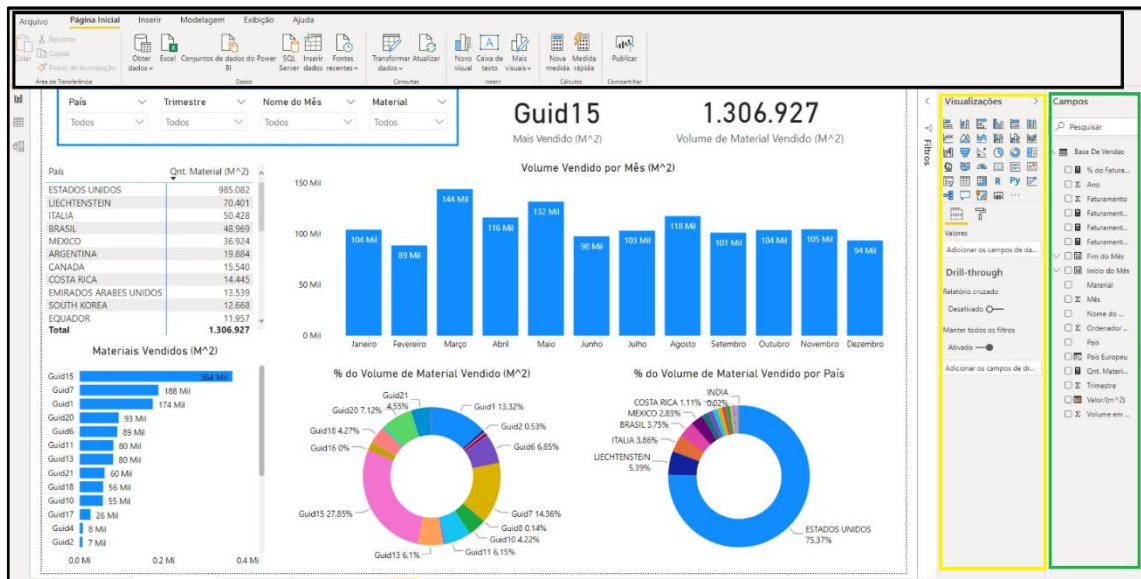 Arquivo Página Inicial Inserir Modelagem Exibição Ajuda
Colar
Recortar
Copiar
Pincel de formatação
Área de Transferência
Obter dados
Excel
Conjuntos de dados do Power BI
SQL Server
Inserir dados
Fontes recentes
Dados
Transformar dados
Atualizar
Consultas
Novo visual
Caixa de texto
Mais visuais
Inserir
Nova medida
Medida rápida
Cálculos
Publicar
Compartilhar
País Trimestre Nome do Mês Material
Todos Todos Todos Todos
Guid15
Mais Vendido (M^2)
1.306.927
Volume de Material Vendido (M^2)
País Qnt. Material (M^2)
ESTADOS UNIDOS 985.082
LIECHTENSTEIN 70.401
ITALIA 50.428
BRASIL 48.969
MEXICO 36.924
ARGENTINA 19.884
CANADA 15.540
COSTA RICA 14.445
EMIRADOS ARABES UNIDOS 13.539
SOUTH KOREA 12.668
EQUADOR 11.957
Total 1.306.927
Volume Vendido por Mês (M^2)
150 Mil
100 Mil
50 Mil
0 Mil
104 Mil 89 Mil 144 Mil 116 Mil 132 Mil 98 Mil 103 Mil 118 Mil 101 Mil 104 Mil 105 Mil 94 Mil
Janeiro Fevereiro Março Abril Maio Junho Julho Agosto Setembro Outubro Novembro Dezembro
Materiais Vendidos (M^2)
Guid15 364 Mil
Guid7 188 Mil
Guid1 174 Mil
Guid20 93 Mil
Guid6 89 Mil
Guid11 80 Mil
Guid13 80 Mil
Guid21 60 Mil
Guid18 56 Mil
Guid10 55 Mil
Guid17 26 Mil
Guid4 8 Mil
Guid2 7 Mil
0.0 Mi 0.2 Mi 0.4 Mi
% do Volume de Material Vendido (M^2)
Guid21 4,55%
Guid1 13,32%
Guid2 0.53%
Guid6 6,85%
Guid7 14.36%
Guid8 0,14%
Guid10 4.22%
Guid11 6,15%
Guid13 6,1%
Guid15 27.85%
Guid16 0%
Guid18 4.27%
Guid20 7.12%
% do Volume de Material Vendido por País
INDIA 0.02%
COSTA RICA 1,11%
MEXICO 2.83%
BRASIL 3.75%
ITALIA 3.86%
LIECHTENSTEIN 5.39%
ESTADOS UNIDOS 75.37%
Filtros
Visualizações
R Py
Valores
Adicionar os campos de da...
Drill-through
Relatório cruzado
Desativado
Manter todos os filtros
Ativado
Adicionar os campos de dr...
Campos
Pesquisar
Base De Vendas
% do Fatura...
Ano
Faturamento
Faturament...
Faturament...
Faturament...
Fim do Mês
Início do Mês
Material
Mês
Nome do ...
Ordenador
País
País Europeu
Qnt. Materi...
Trimestre
Valor/(m^2)
Volume em ...